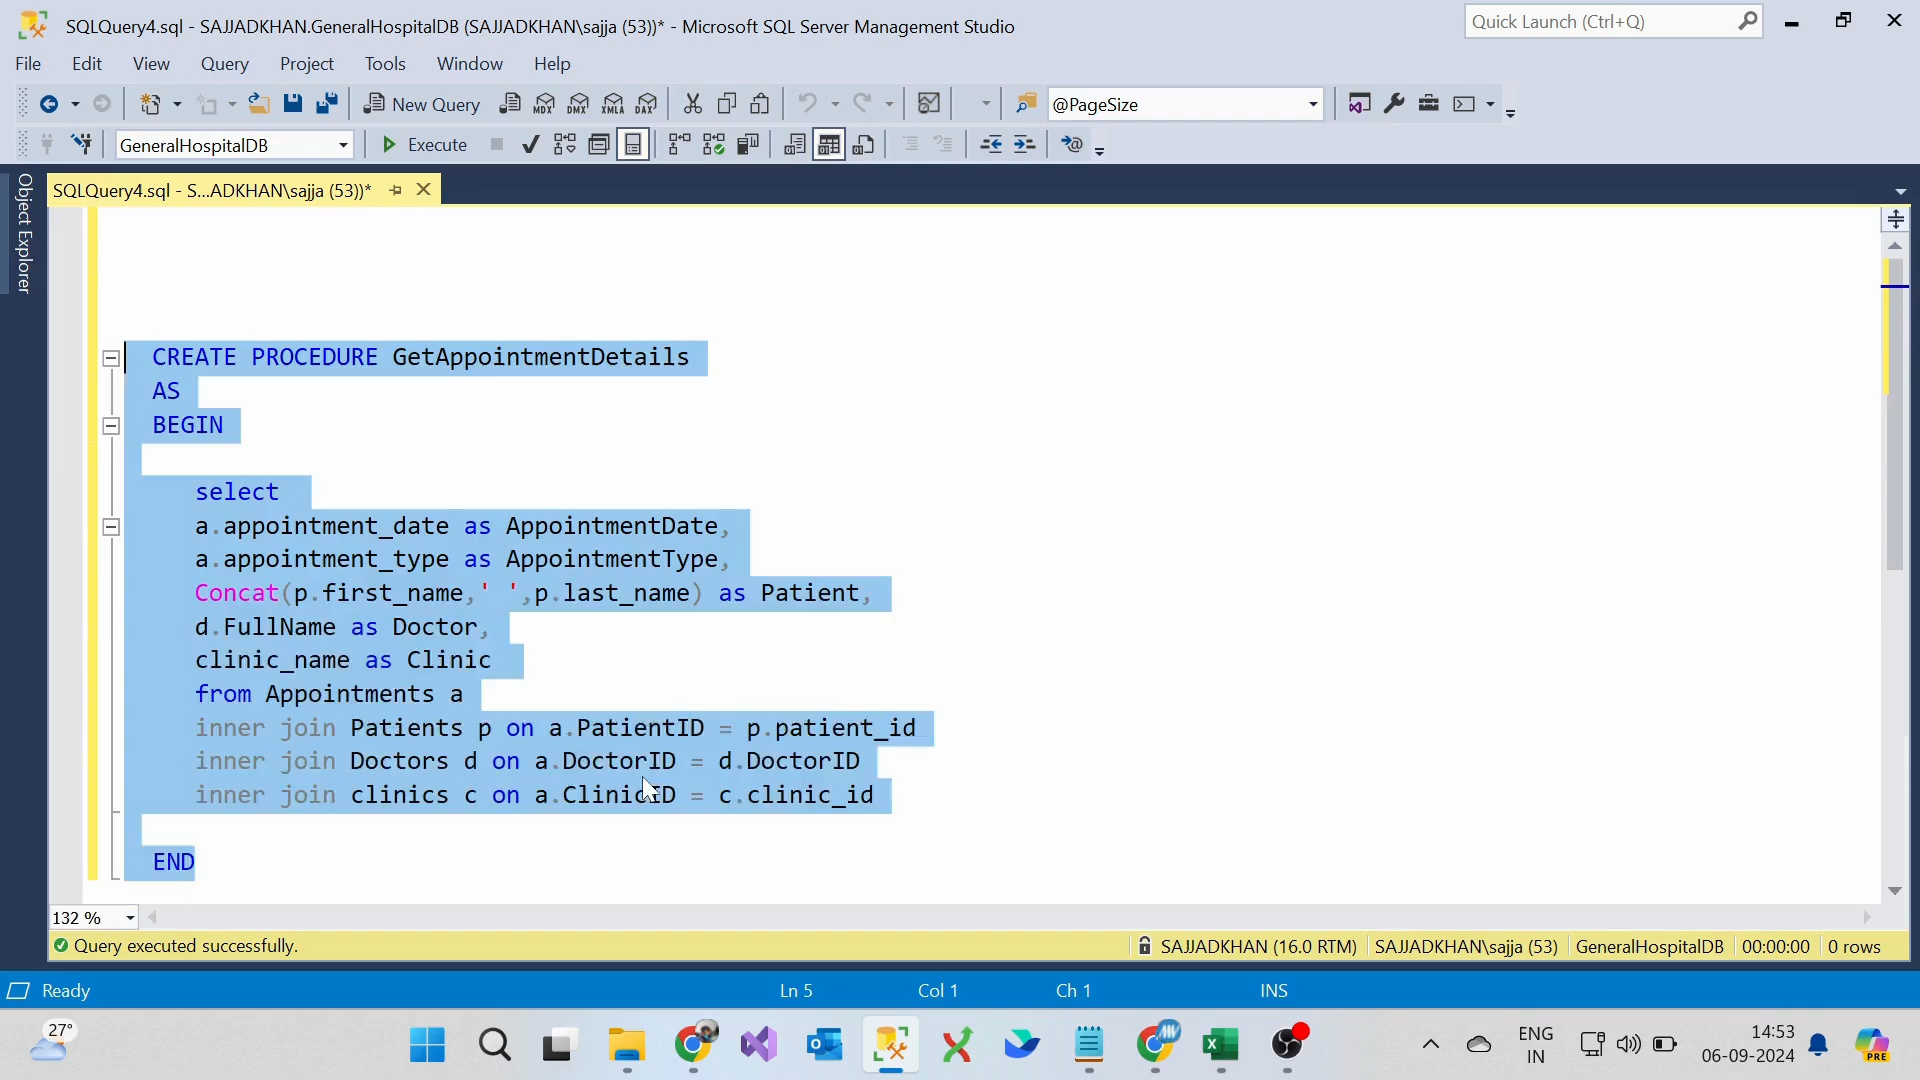 SQLQuery4.sql - SAJJADKHAN.GeneralHospitalDB (SAJJADKHAN\sajja (53))* - Microsoft SQL Server Management Studio
Quick Launch (Ctrl+Q)
File Edit View Query Project Tools Window Help
New Query MDX DMX XMLA DAX @PageSize
GeneralHospitalDB Execute
Object Explorer
SQLQuery4.sql - S...ADKHAN\sajja (53))*
CREATE PROCEDURE GetAppointmentDetails
AS
BEGIN
select
a.appointment_date as AppointmentDate,
a.appointment_type as AppointmentType,
Concat(p.first_name,' ',p.last_name) as Patient,
d.FullName as Doctor,
clinic_name as Clinic
from Appointments a
inner join Patients p on a.PatientID = p.patient_id
inner join Doctors d on a.DoctorID = d.DoctorID
inner join clinics c on a.ClinicID = c.clinic_id
END
132 %
Query executed successfully. SAJJADKHAN (16.0 RTM) SAJJADKHAN\sajja (53) GeneralHospitalDB 00:00:00 0 rows
Ready Ln 5 Col 1 Ch 1 INS
27° ENG 14:53
IN 06-09-2024 PRE